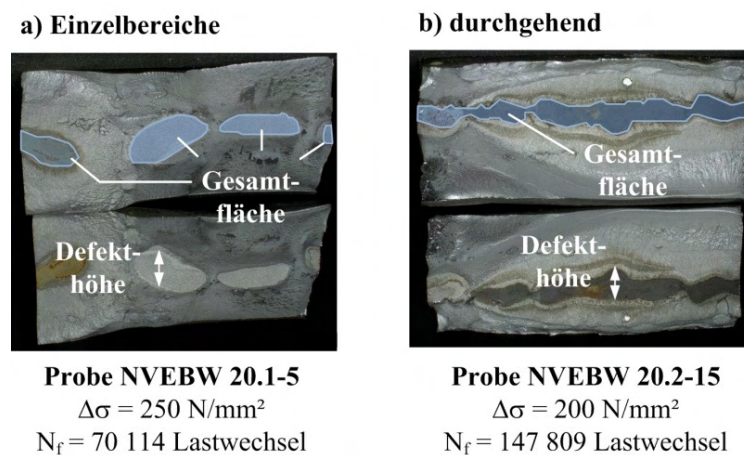 a) Einzelbereiche
Gesamt-
fläche
Defekt-
höhe
Probe NVEBW 20.1-5
Δσ = 250 N/mm²
N_f = 70 114 Lastwechsel
b) durchgehend
Gesamt-
fläche
Defekt-
höhe
Probe NVEBW 20.2-15
Δσ = 200 N/mm²
N_f = 147 809 Lastwechsel